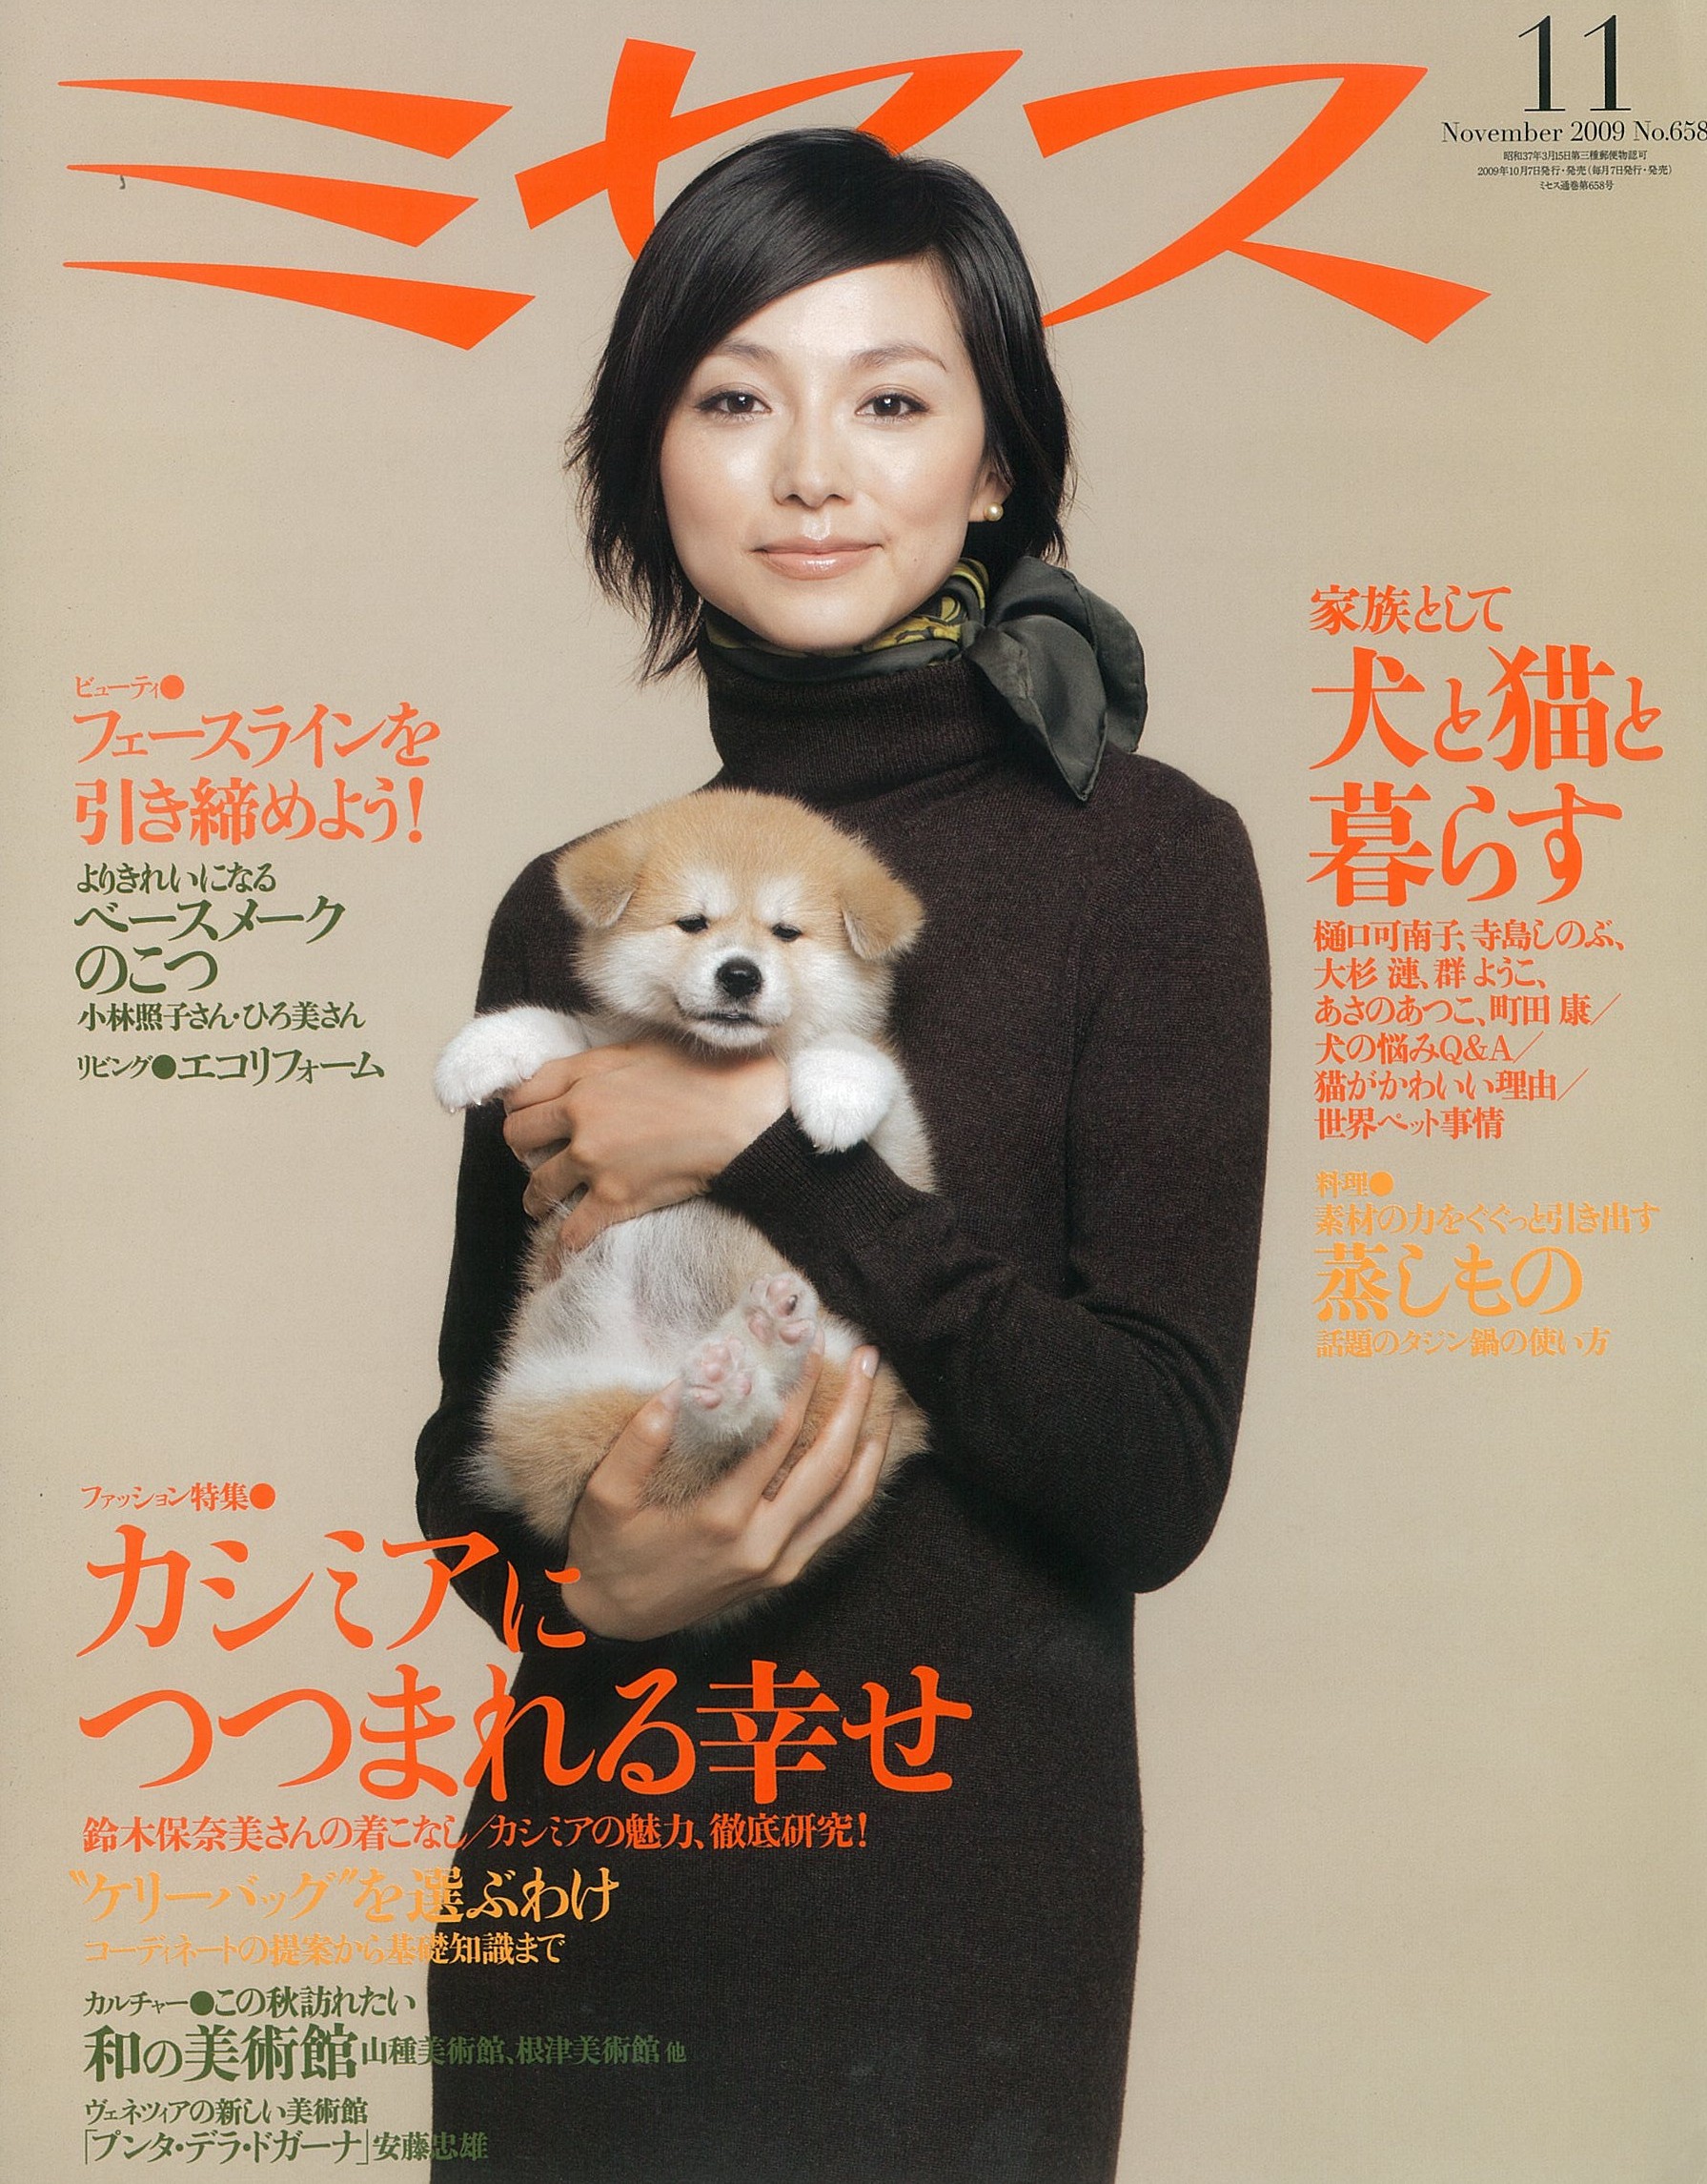 ミセス
11
November 2009 No.658
昭和37年3月15日第三種郵便物認可
2009年10月7日発行・発売(毎月7日発行・発売)
ミセス通巻第658号
家族として
犬と猫と
暮らす
樋口可南子、寺島しのぶ、
大杉 漣、群 ようこ、
あさのあつこ、町田 康／
犬の悩みQ&A／
猫がかわいい理由／
世界ペット事情
料理●
素材の力をぐぐっと引き出す
蒸しもの
話題のタジン鍋の使い方
ビューティ●
フェースラインを
引き締めよう!
よりきれいになる
ベースメーク
のこつ
小林照子さん・ひろ美さん
リビング●エコリフォーム
ファッション特集●
カシミアに
つつまれる幸せ
鈴木保奈美さんの着こなし／カシミアの魅力、徹底研究!
"ケリーバッグ"を選ぶわけ
コーディネートの提案から基礎知識まで
カルチャー●この秋訪れたい
和の美術館 山種美術館、根津美術館 他
ヴェネツィアの新しい美術館
「プンタ・デラ・ドガーナ」安藤忠雄